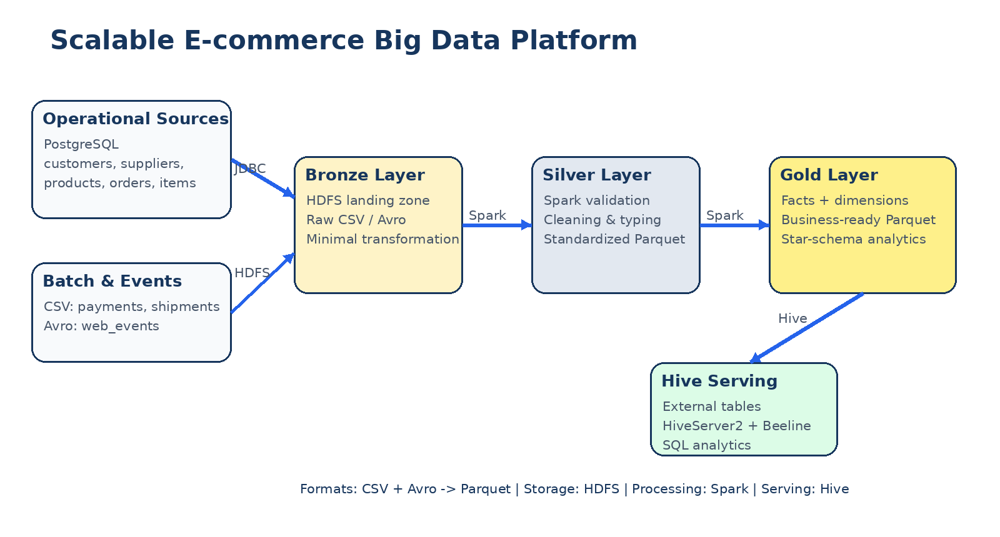 Scalable E-commerce Big Data Platform
Operational Sources
PostgreSQL
customers, suppliers,
products, orders, items
JDBC
Batch & Events
CSV: payments, shipments
Avro: web_events
HDFS
Bronze Layer
HDFS landing zone
Raw CSV / Avro
Minimal transformation
Spark
Silver Layer
Spark validation
Cleaning & typing
Standardized Parquet
Spark
Gold Layer
Facts + dimensions
Business-ready Parquet
Star-schema analytics
Hive
Hive Serving
External tables
HiveServer2 + Beeline
SQL analytics
Formats: CSV + Avro -> Parquet | Storage: HDFS | Processing: Spark | Serving: Hive